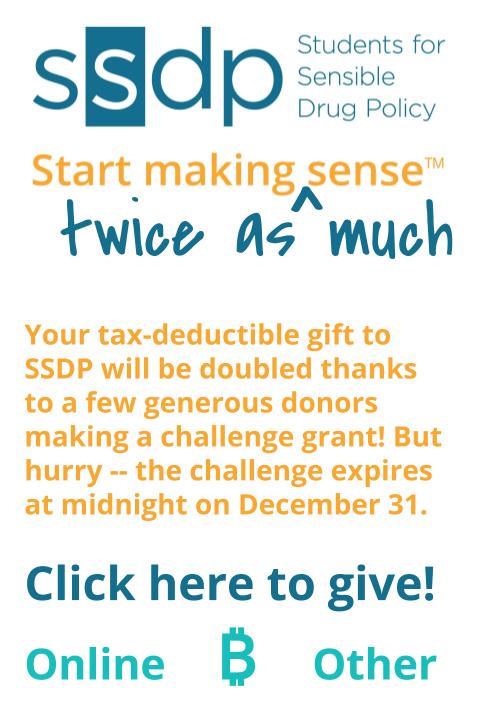 ssdp
Students for
Sensible
Drug Policy
Start making sense™
^
twice as much
Your tax-deductible gift to
SSDP will be doubled thanks
to a few generous donors
making a challenge grant! But
hurry -- the challenge expires
at midnight on December 31.
Click here to give!
Online ₿ Other